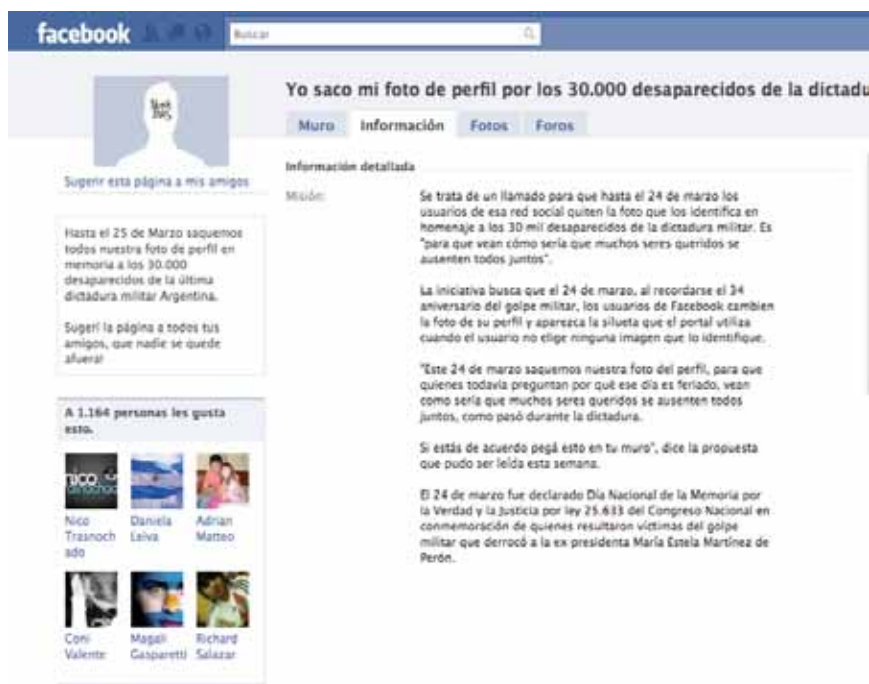 facebook
Buscar
Yo saco mi foto de perfil por los 30.000 desaparecidos de la dictadu
Muro Información Fotos Foros
Sugerir esta página a mis amigos
Hasta el 25 de Marzo saquemos
todos nuestra foto de perfil en
memoria a los 30.000
desaparecidos de la última
dictadura militar Argentina.
Sugerí la página a todos tus
amigos, que nadie se quede
afuera!
A 1.164 personas les gusta
esto.
Nico
Trasnoch
ado
Daniela
Leiva
Adrian
Matteo
Coni
Valente
Magali
Gasparetti
Richard
Salazar
Información detallada
Misión:
Se trata de un llamado para que hasta el 24 de marzo los
usuarios de esa red social quiten la foto que los identifica en
homenaje a los 30 mil desaparecidos de la dictadura militar. Es
"para que vean cómo sería que muchos seres queridos se
ausenten todos juntos".
La iniciativa busca que el 24 de marzo, al recordarse el 34
aniversario del golpe militar, los usuarios de Facebook cambien
la foto de su perfil y aparezca la silueta que el portal utiliza
cuando el usuario no elige ninguna imagen que lo identifique.
"Este 24 de marzo saquemos nuestra foto del perfil, para que
quienes todavía preguntan por qué ese día es feriado, vean
como sería que muchos seres queridos se ausenten todos
juntos, como pasó durante la dictadura.
Si estás de acuerdo pegá esto en tu muro", dice la propuesta
que pudo ser leída esta semana.
El 24 de marzo fue declarado Día Nacional de la Memoria por
la Verdad y la Justicia por ley 25.633 del Congreso Nacional en
conmemoración de quienes resultaron víctimas del golpe
militar que derrocó a la ex presidenta María Estela Martínez de
Perón.